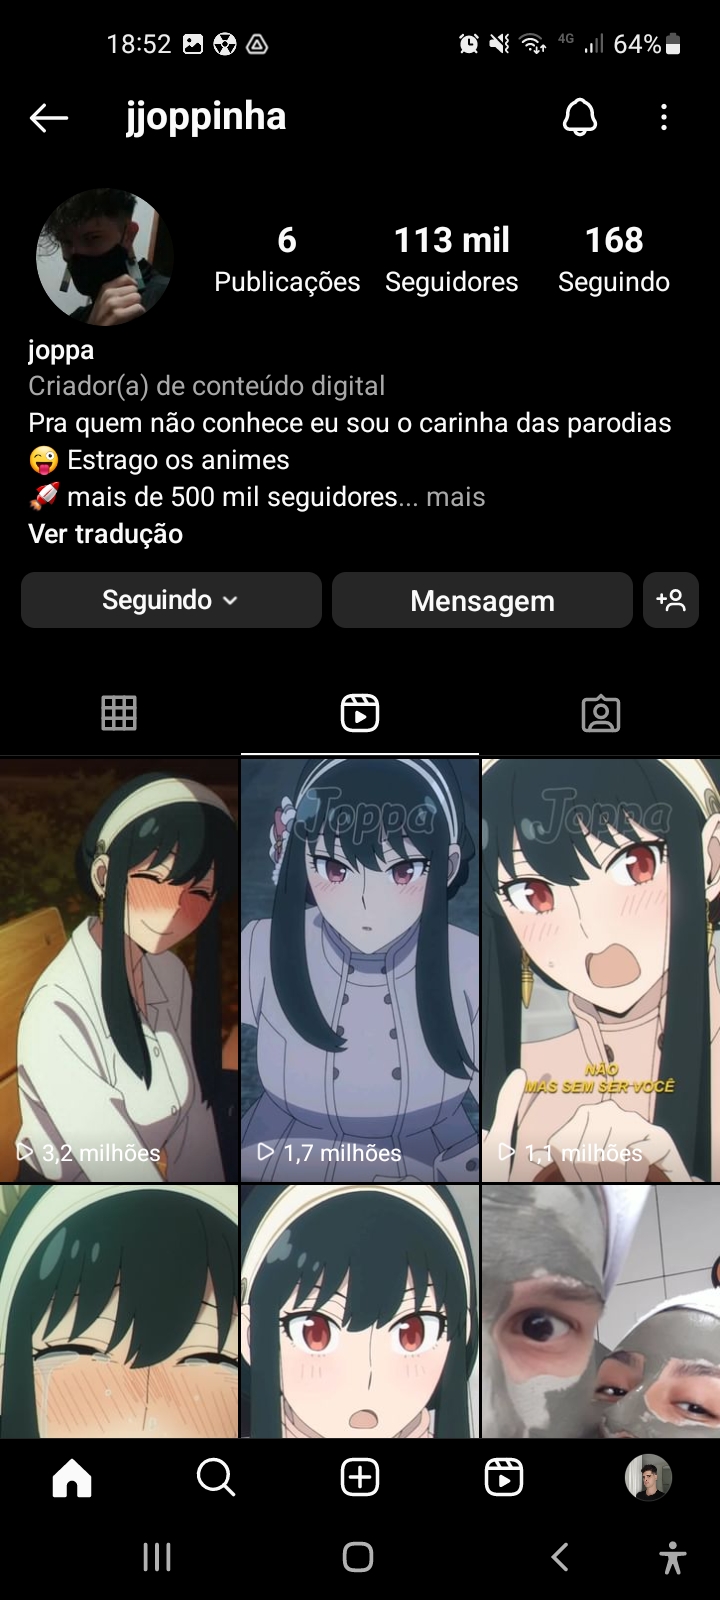 18:52
4G
64%
jjoppinha
6
113 mil
168
Publicações
Seguidores
Seguindo
joppa
Criador(a) de conteúdo digital
Pra quem não conhece eu sou o carinha das parodias
😜 Estrago os animes
🚀 mais de 500 mil seguidores... mais
Ver tradução
Seguindo
Mensagem
Joppa
Joppa
NÃO
MAS SEM SER VOCÊ
3,2 milhões
1,7 milhões
1,1 milhões